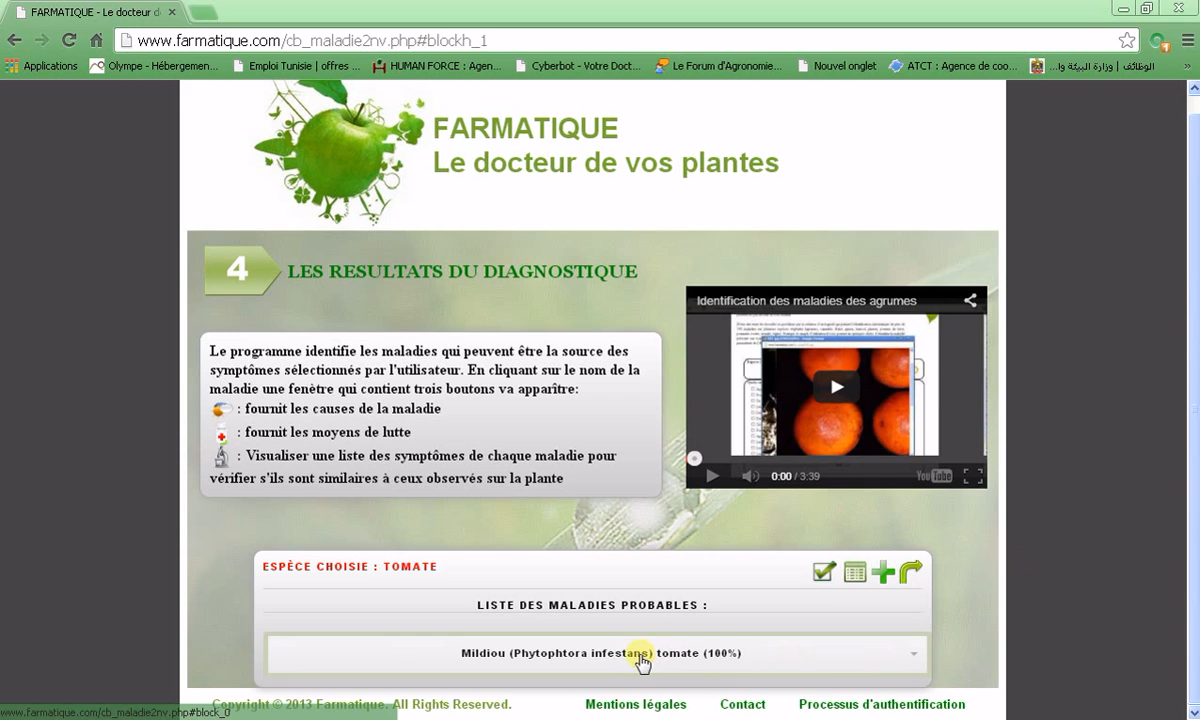 FARMATIQUE - Le docteur d
www.farmatique.com/cb_maladie2nv.php#blockh_1
Applications
Olympe - Hébergemen...
Emploi Tunisie | offres ...
HUMAN FORCE : Agen...
Cyberbot - Votre Doct...
Le Forum d'Agronomie...
Nouvel onglet
ATCT : Agence de coo...
الوظائف | وزارة البيئة وا...
»
FARMATIQUE
Le docteur de vos plantes
4
LES RESULTATS DU DIAGNOSTIQUE
Identification des maladies des agrumes
Le programme identifie les maladies qui peuvent être la source des
symptômes sélectionnés par l'utilisateur. En cliquant sur le nom de la
maladie une fenêtre qui contient trois boutons va apparître:
: fournit les causes de la maladie
: fournit les moyens de lutte
: Visualiser une liste des symptômes de chaque maladie pour
vérifier s'ils sont similaires à ceux observés sur la plante
0:00 / 3:39
YouTube
ESPÈCE CHOISIE : TOMATE
LISTE DES MALADIES PROBABLES :
Mildiou (Phytophtora infestans) tomate (100%)
Copyright © 2013 Farmatique. All Rights Reserved.
Mentions légales
Contact
Processus d'authentification
www.farmatique.com/cb_maladie2nv.php#block_0